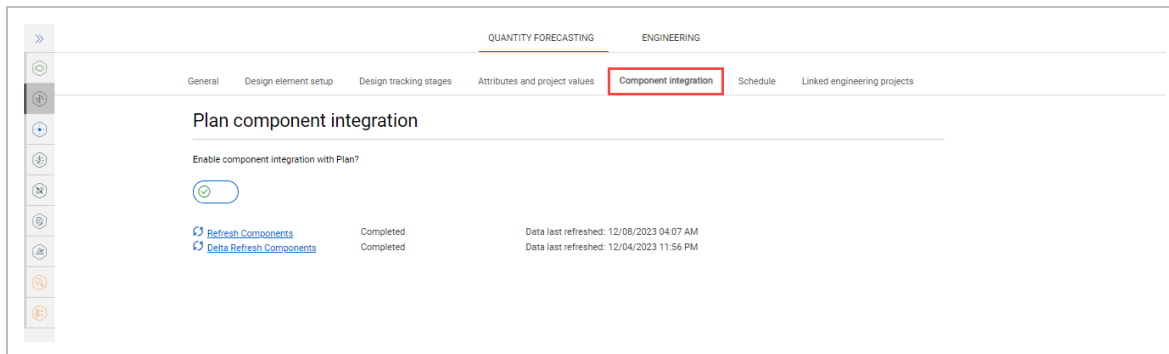 QUANTITY FORECASTING ENGINEERING
General Design element setup Design tracking stages Attributes and project values Component integration Schedule Linked engineering projects
Plan component integration
Enable component integration with Plan?
Refresh Components Completed Data last refreshed: 12/08/2023 04:07 AM
Delta Refresh Components Completed Data last refreshed: 12/04/2023 11:56 PM